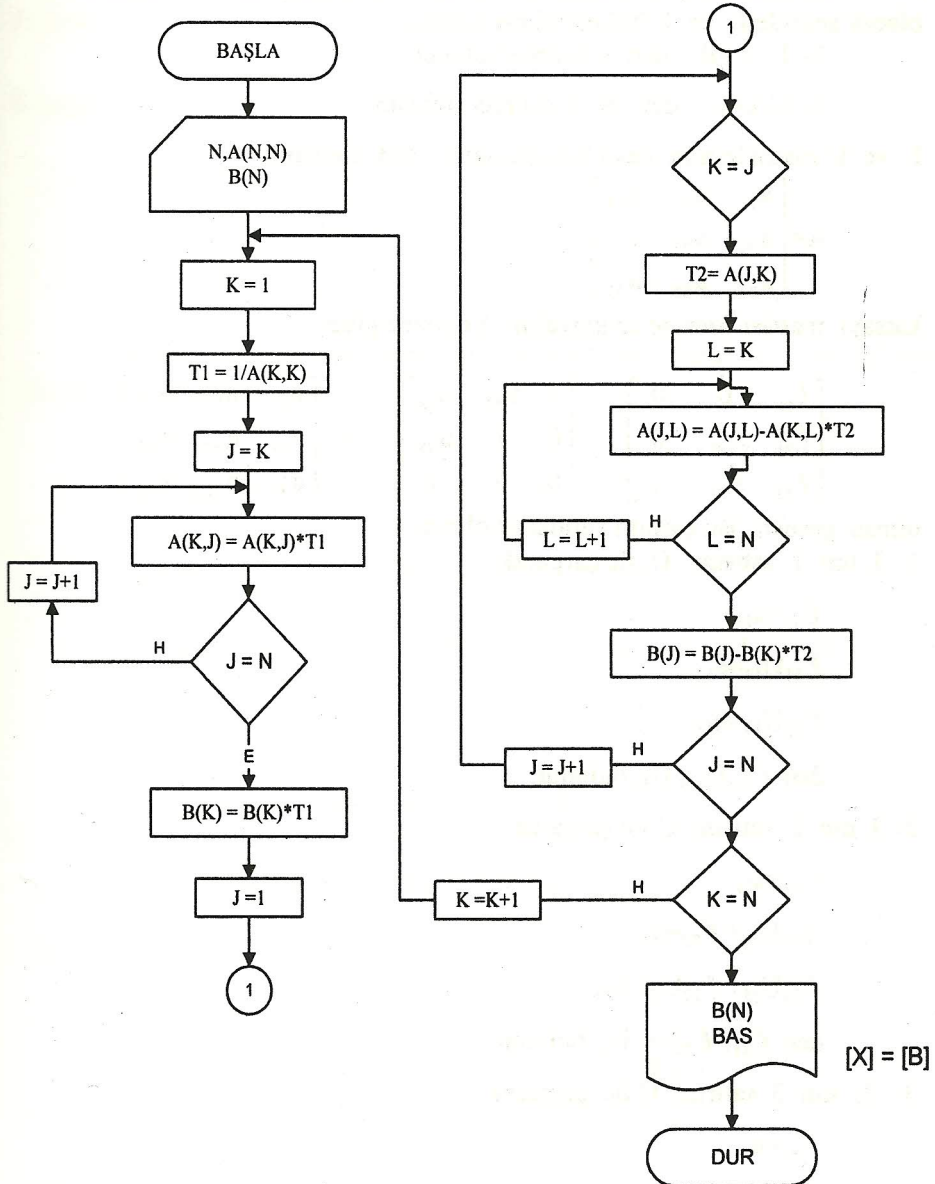 BAŞLA
N,A(N,N)
B(N)
K = 1
T1 = 1/A(K,K)
J = K
A(K,J) = A(K,J)*T1
J = J+1
H
J = N
E
B(K) = B(K)*T1
J =1
1
1
K = J
T2= A(J,K)
L = K
A(J,L) = A(J,L)-A(K,L)*T2
L = L+1
H
L = N
B(J) = B(J)-B(K)*T2
J = J+1
H
J = N
K =K+1
H
K = N
B(N)
BAS
[X] = [B]
DUR